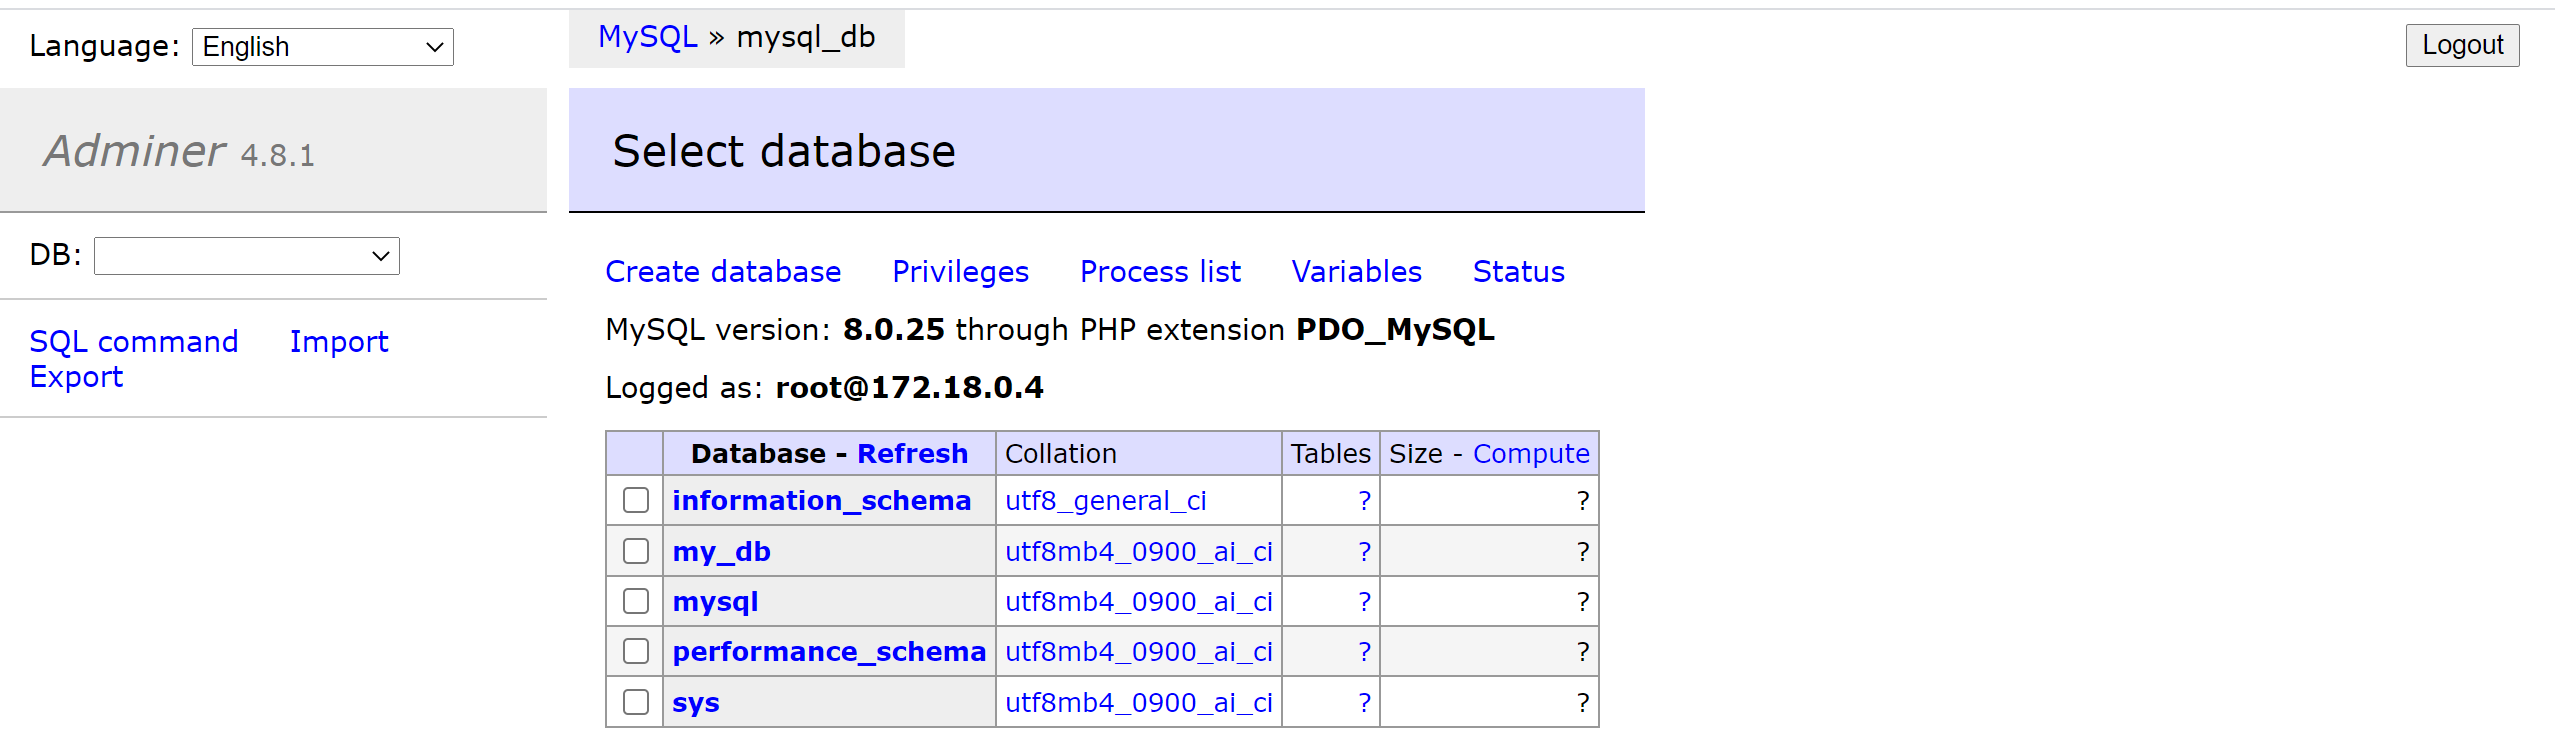 Language: English
MySQL » mysql_db
Logout
Adminer 4.8.1
Select database
DB:
SQL command Import
Export
Create database Privileges Process list Variables Status
MySQL version: 8.0.25 through PHP extension PDO_MySQL
Logged as: root@172.18.0.4
Database - Refresh Collation Tables Size - Compute
information_schema utf8_general_ci ? ?
my_db utf8mb4_0900_ai_ci ? ?
mysql utf8mb4_0900_ai_ci ? ?
performance_schema utf8mb4_0900_ai_ci ? ?
sys utf8mb4_0900_ai_ci ? ?